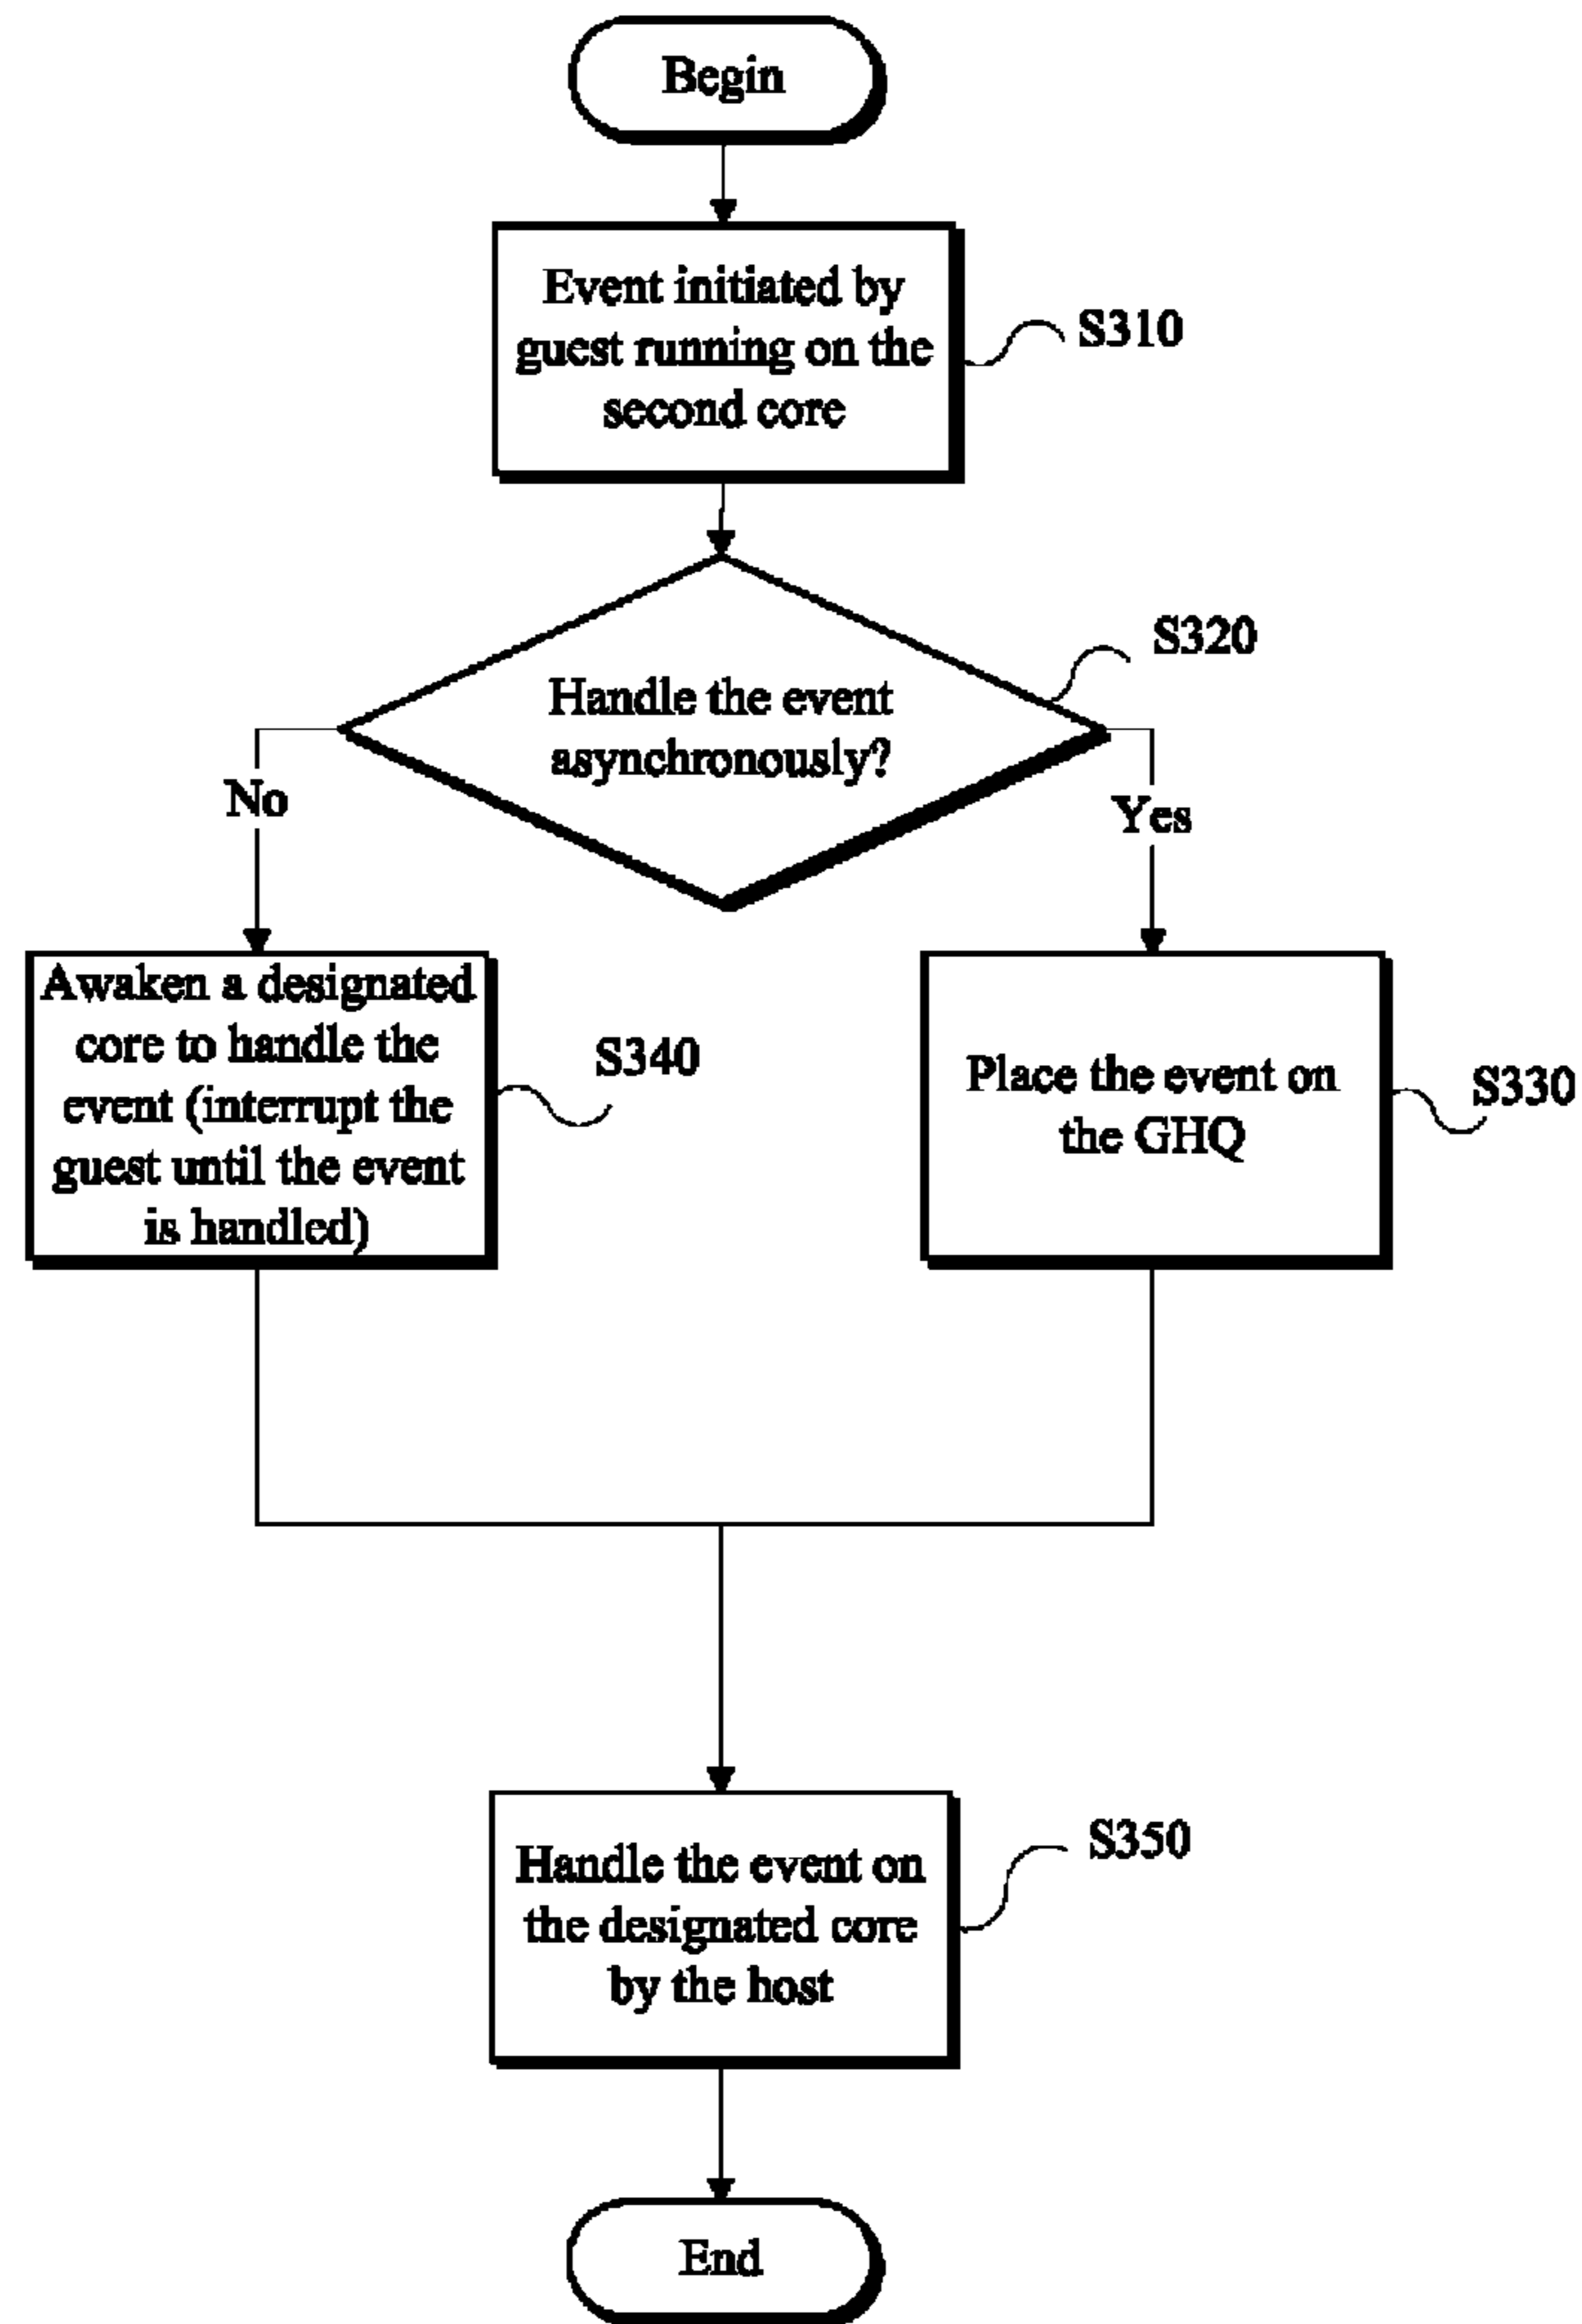 Begin
Event initiated by
guest running on the
second core
S310
Handle the event
asynchronously?
S320
No
Yes
Awaken a designated
core to handle the
event (interrupt the
guest until the event
is handled)
S340
Place the event on
the GHQ
S330
Handle the event on
the designated core
by the host
S350
End